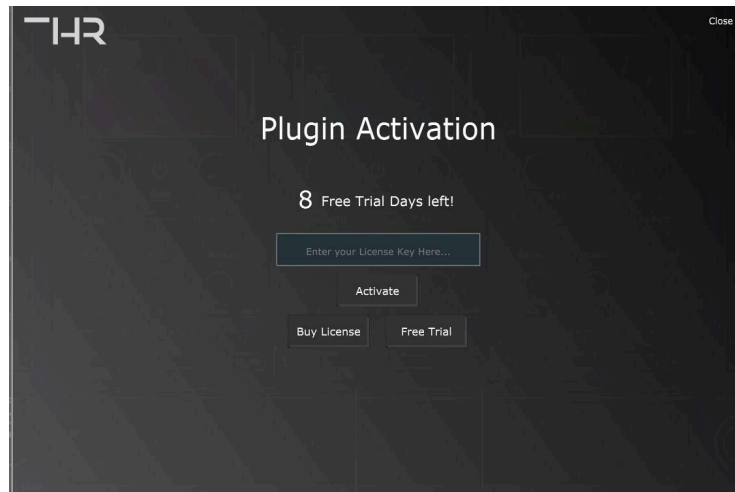 THR
Close
Plugin Activation
8 Free Trial Days left!
Enter your License Key Here...
Activate
Buy License Free Trial